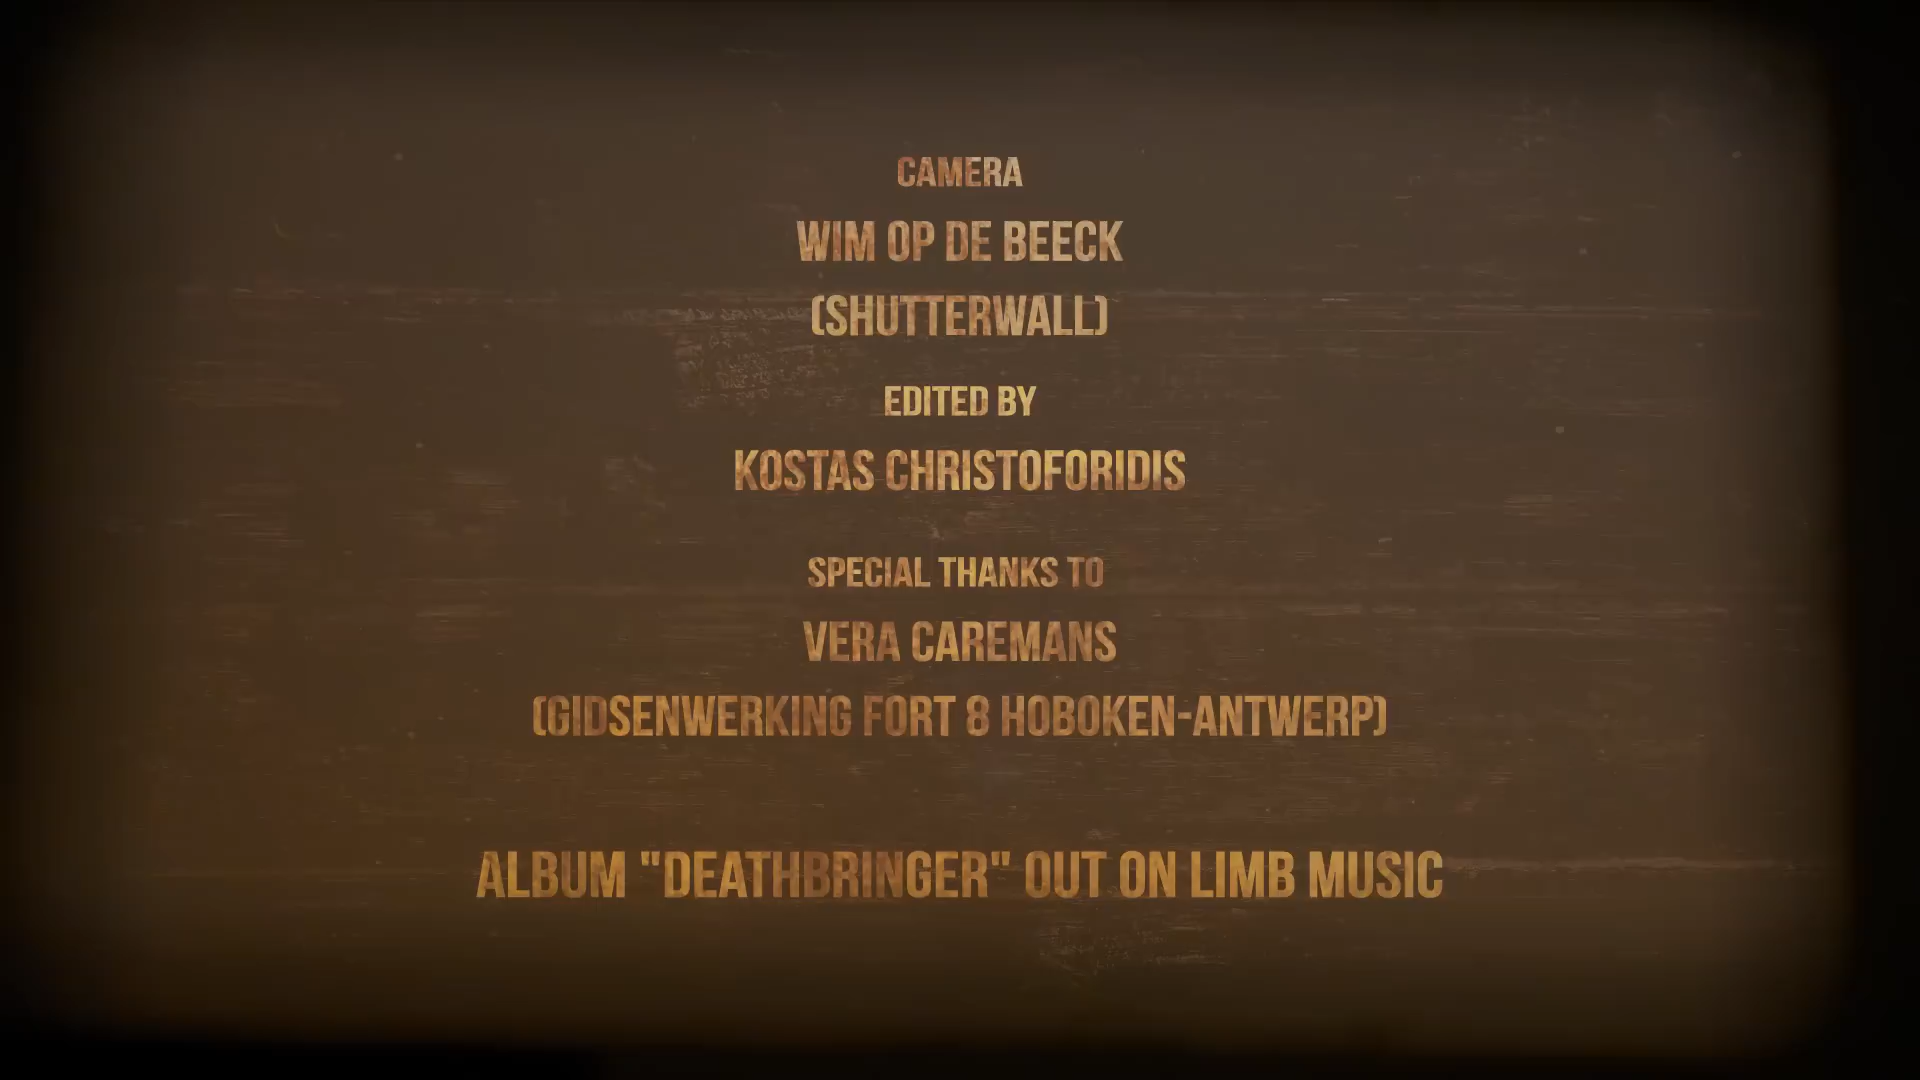 CAMERA
WIM OP DE BEECK
(SHUTTERWALL)
EDITED BY
KOSTAS CHRISTOFORIDIS
SPECIAL THANKS TO
VERA CAREMANS
(GIDSENWERKING FORT 8 HOBOKEN-ANTWERP)
ALBUM "DEATHBRINGER" OUT ON LIMB MUSIC